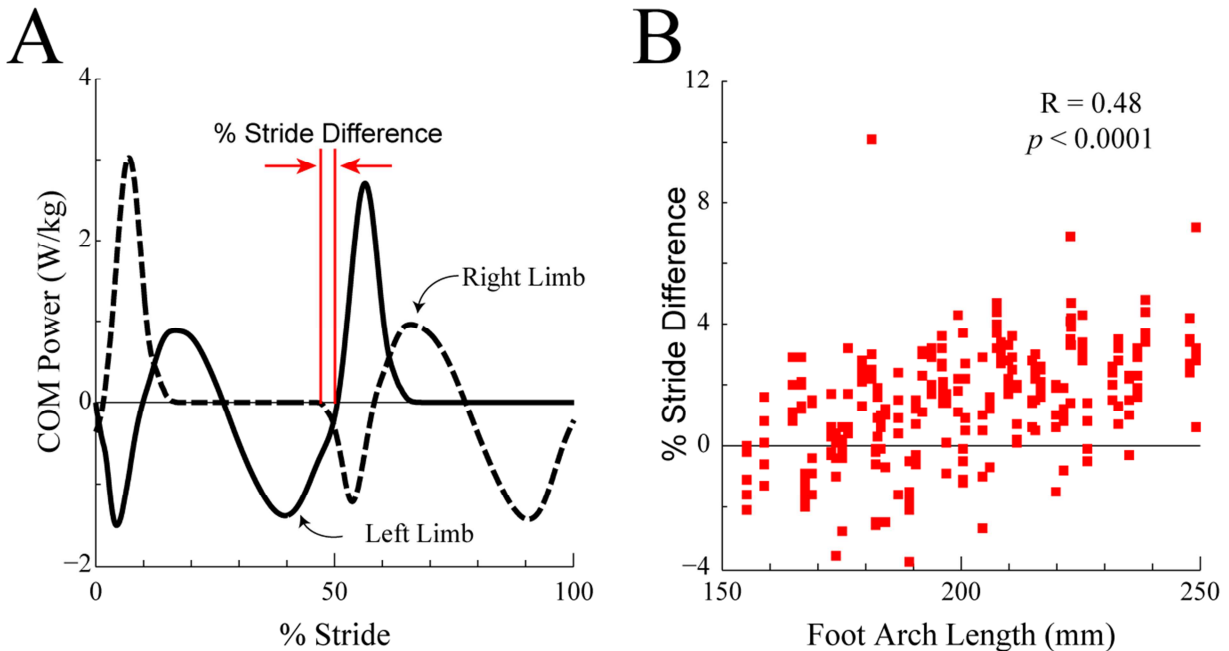 A
4
2
0
−2
COM Power (W/kg)
% Stride Difference
Right Limb
Left Limb
0
50
100
% Stride
B
12
8
4
0
−4
% Stride Difference
R = 0.48
p < 0.0001
150
200
250
Foot Arch Length (mm)